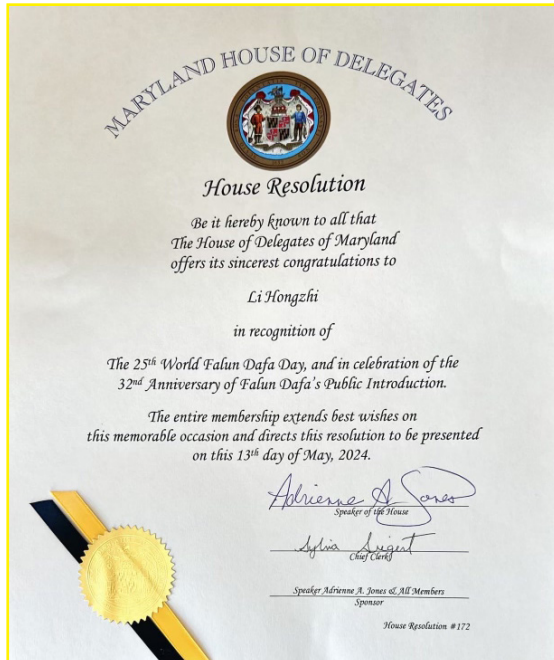 MARYLAND HOUSE OF DELEGATES
House Resolution
Be it hereby known to all that
The House of Delegates of Maryland
offers its sincerest congratulations to
Li Hongzhi
in recognition of
The 25th World Falun Dafa Day, and in celebration of the
32nd Anniversary of Falun Dafa's Public Introduction.
The entire membership extends best wishes on
this memorable occasion and directs this resolution to be presented
on this 13th day of May, 2024.
Adrienne A. Jones
Speaker of the House
Sylvia Siegert
Chief Clerk
Speaker Adrienne A. Jones & All Members
Sponsor
House Resolution #172